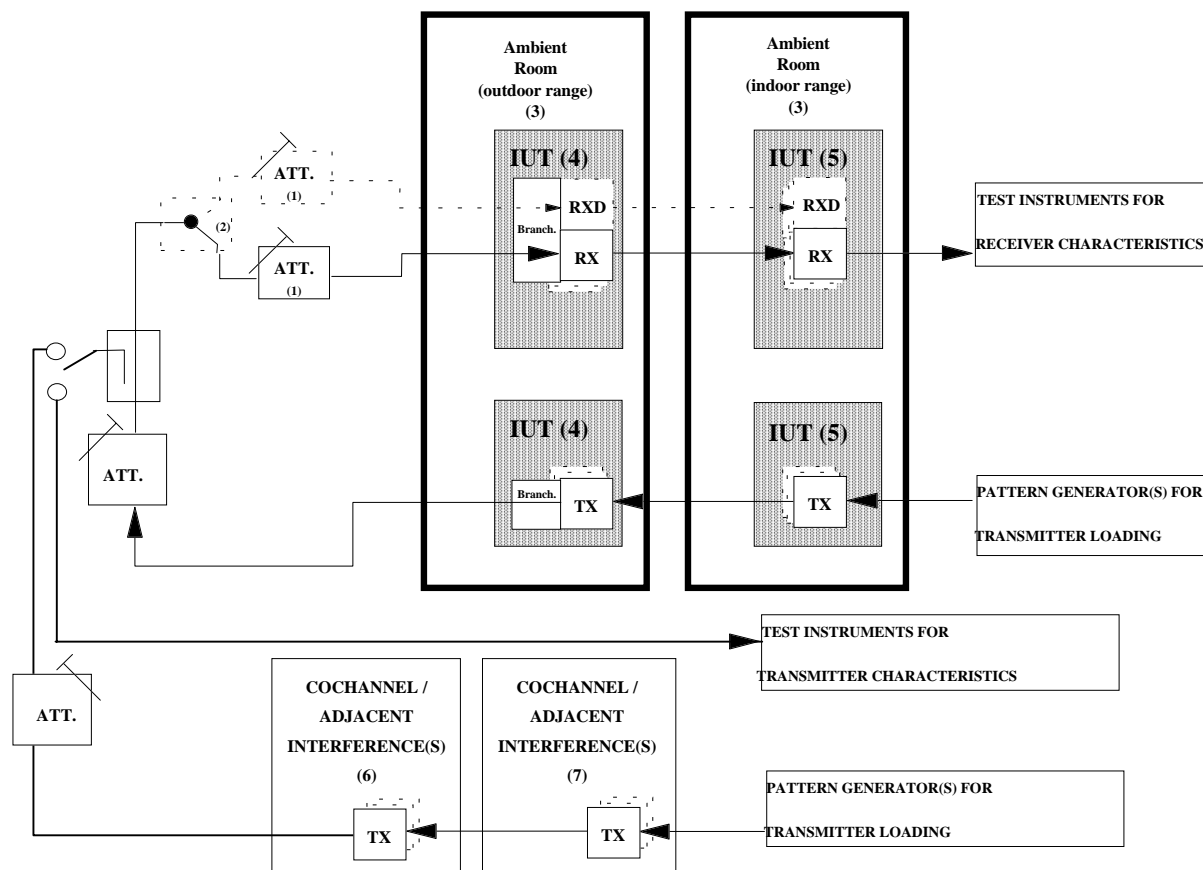 Ambient
Room
(outdoor range)
(3)
Ambient
Room
(indoor range)
(3)
IUT (4)
IUT (5)
ATT.
(1)
RXD
RXD
(2)
Branch.
TEST INSTRUMENTS FOR
RECEIVER CHARACTERISTICS
ATT.
(1)
RX
RX
IUT (4)
IUT (5)
ATT.
Branch.
TX
TX
PATTERN GENERATOR(S) FOR
TRANSMITTER LOADING
TEST INSTRUMENTS FOR
TRANSMITTER CHARACTERISTICS
ATT.
COCHANNEL /
ADJACENT
INTERFERENCE(S)
(6)
COCHANNEL /
ADJACENT
INTERFERENCE(S)
(7)
TX
TX
PATTERN GENERATOR(S) FOR
TRANSMITTER LOADING